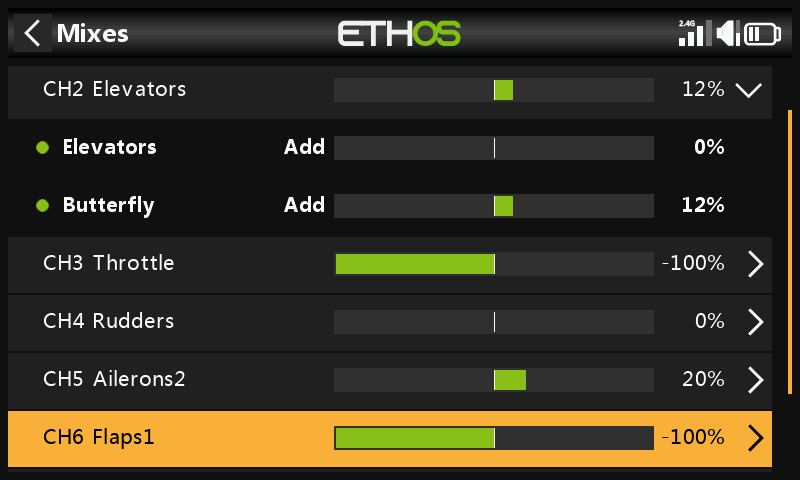 Mixes ETHOS 2.4G
CH2 Elevators 12%
Elevators Add 0%
Butterfly Add 12%
CH3 Throttle -100%
CH4 Rudders 0%
CH5 Ailerons2 20%
CH6 Flaps1 -100%